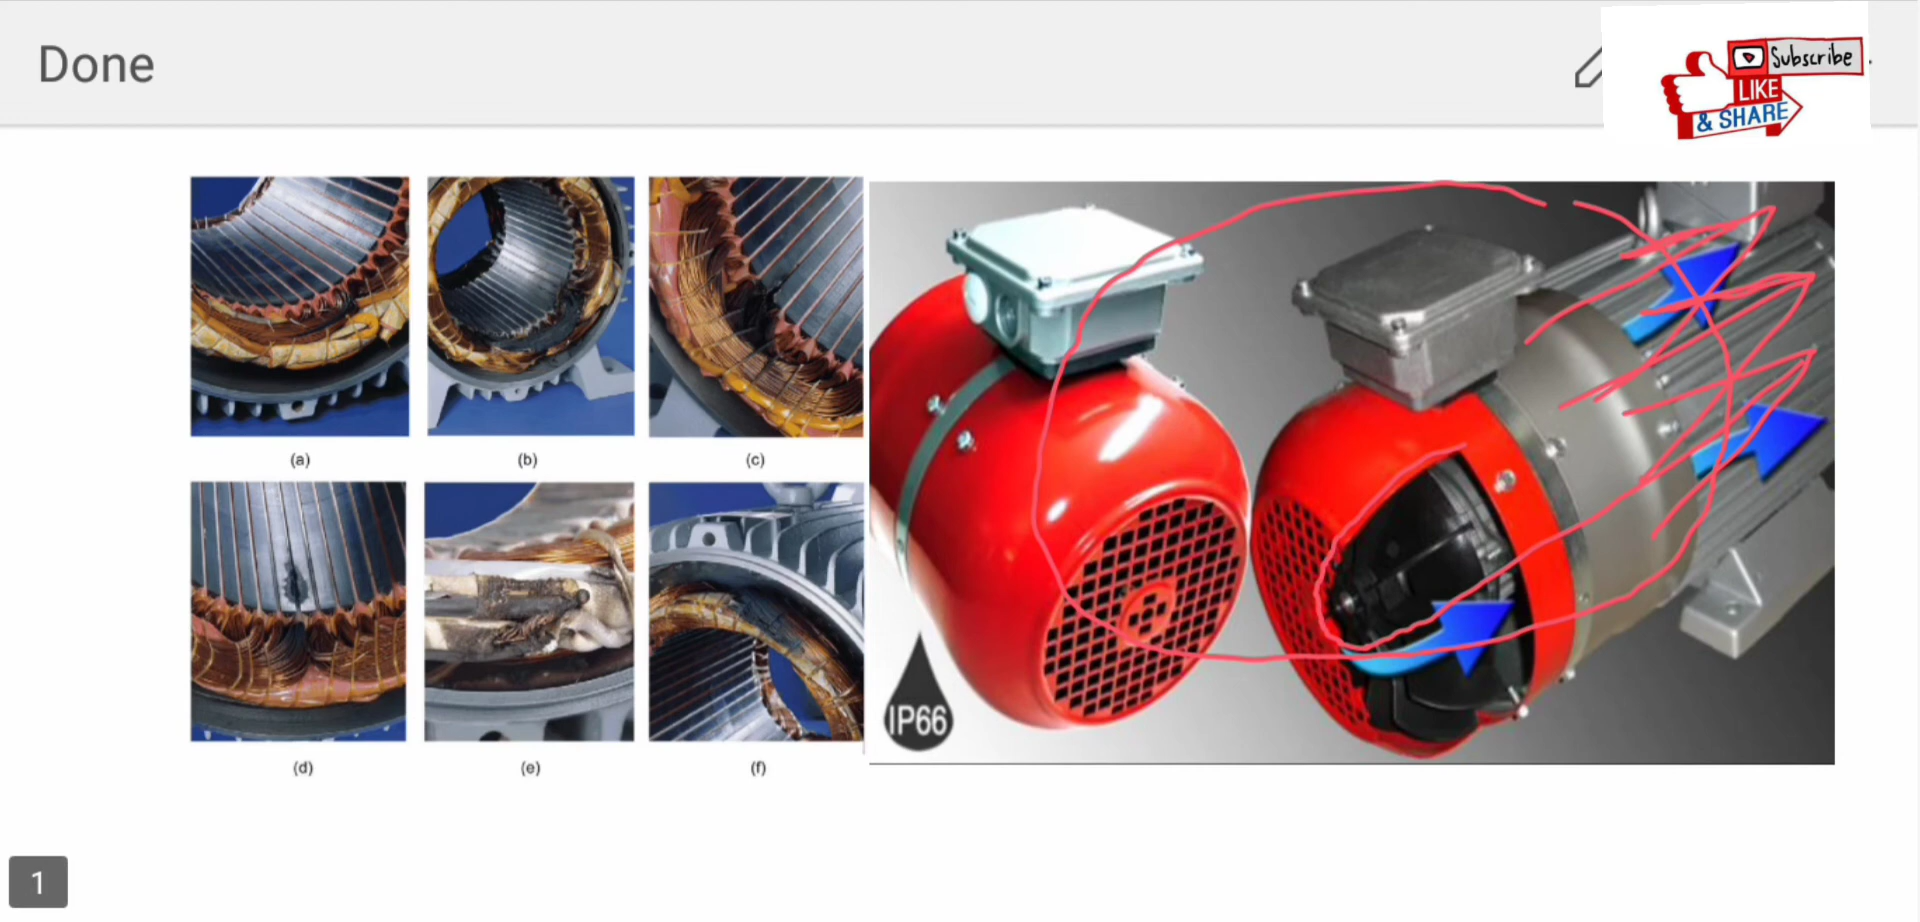 Done
Subscribe
LIKE
& SHARE
(a)
(b)
(c)
(d)
(e)
(f)
IP66
1